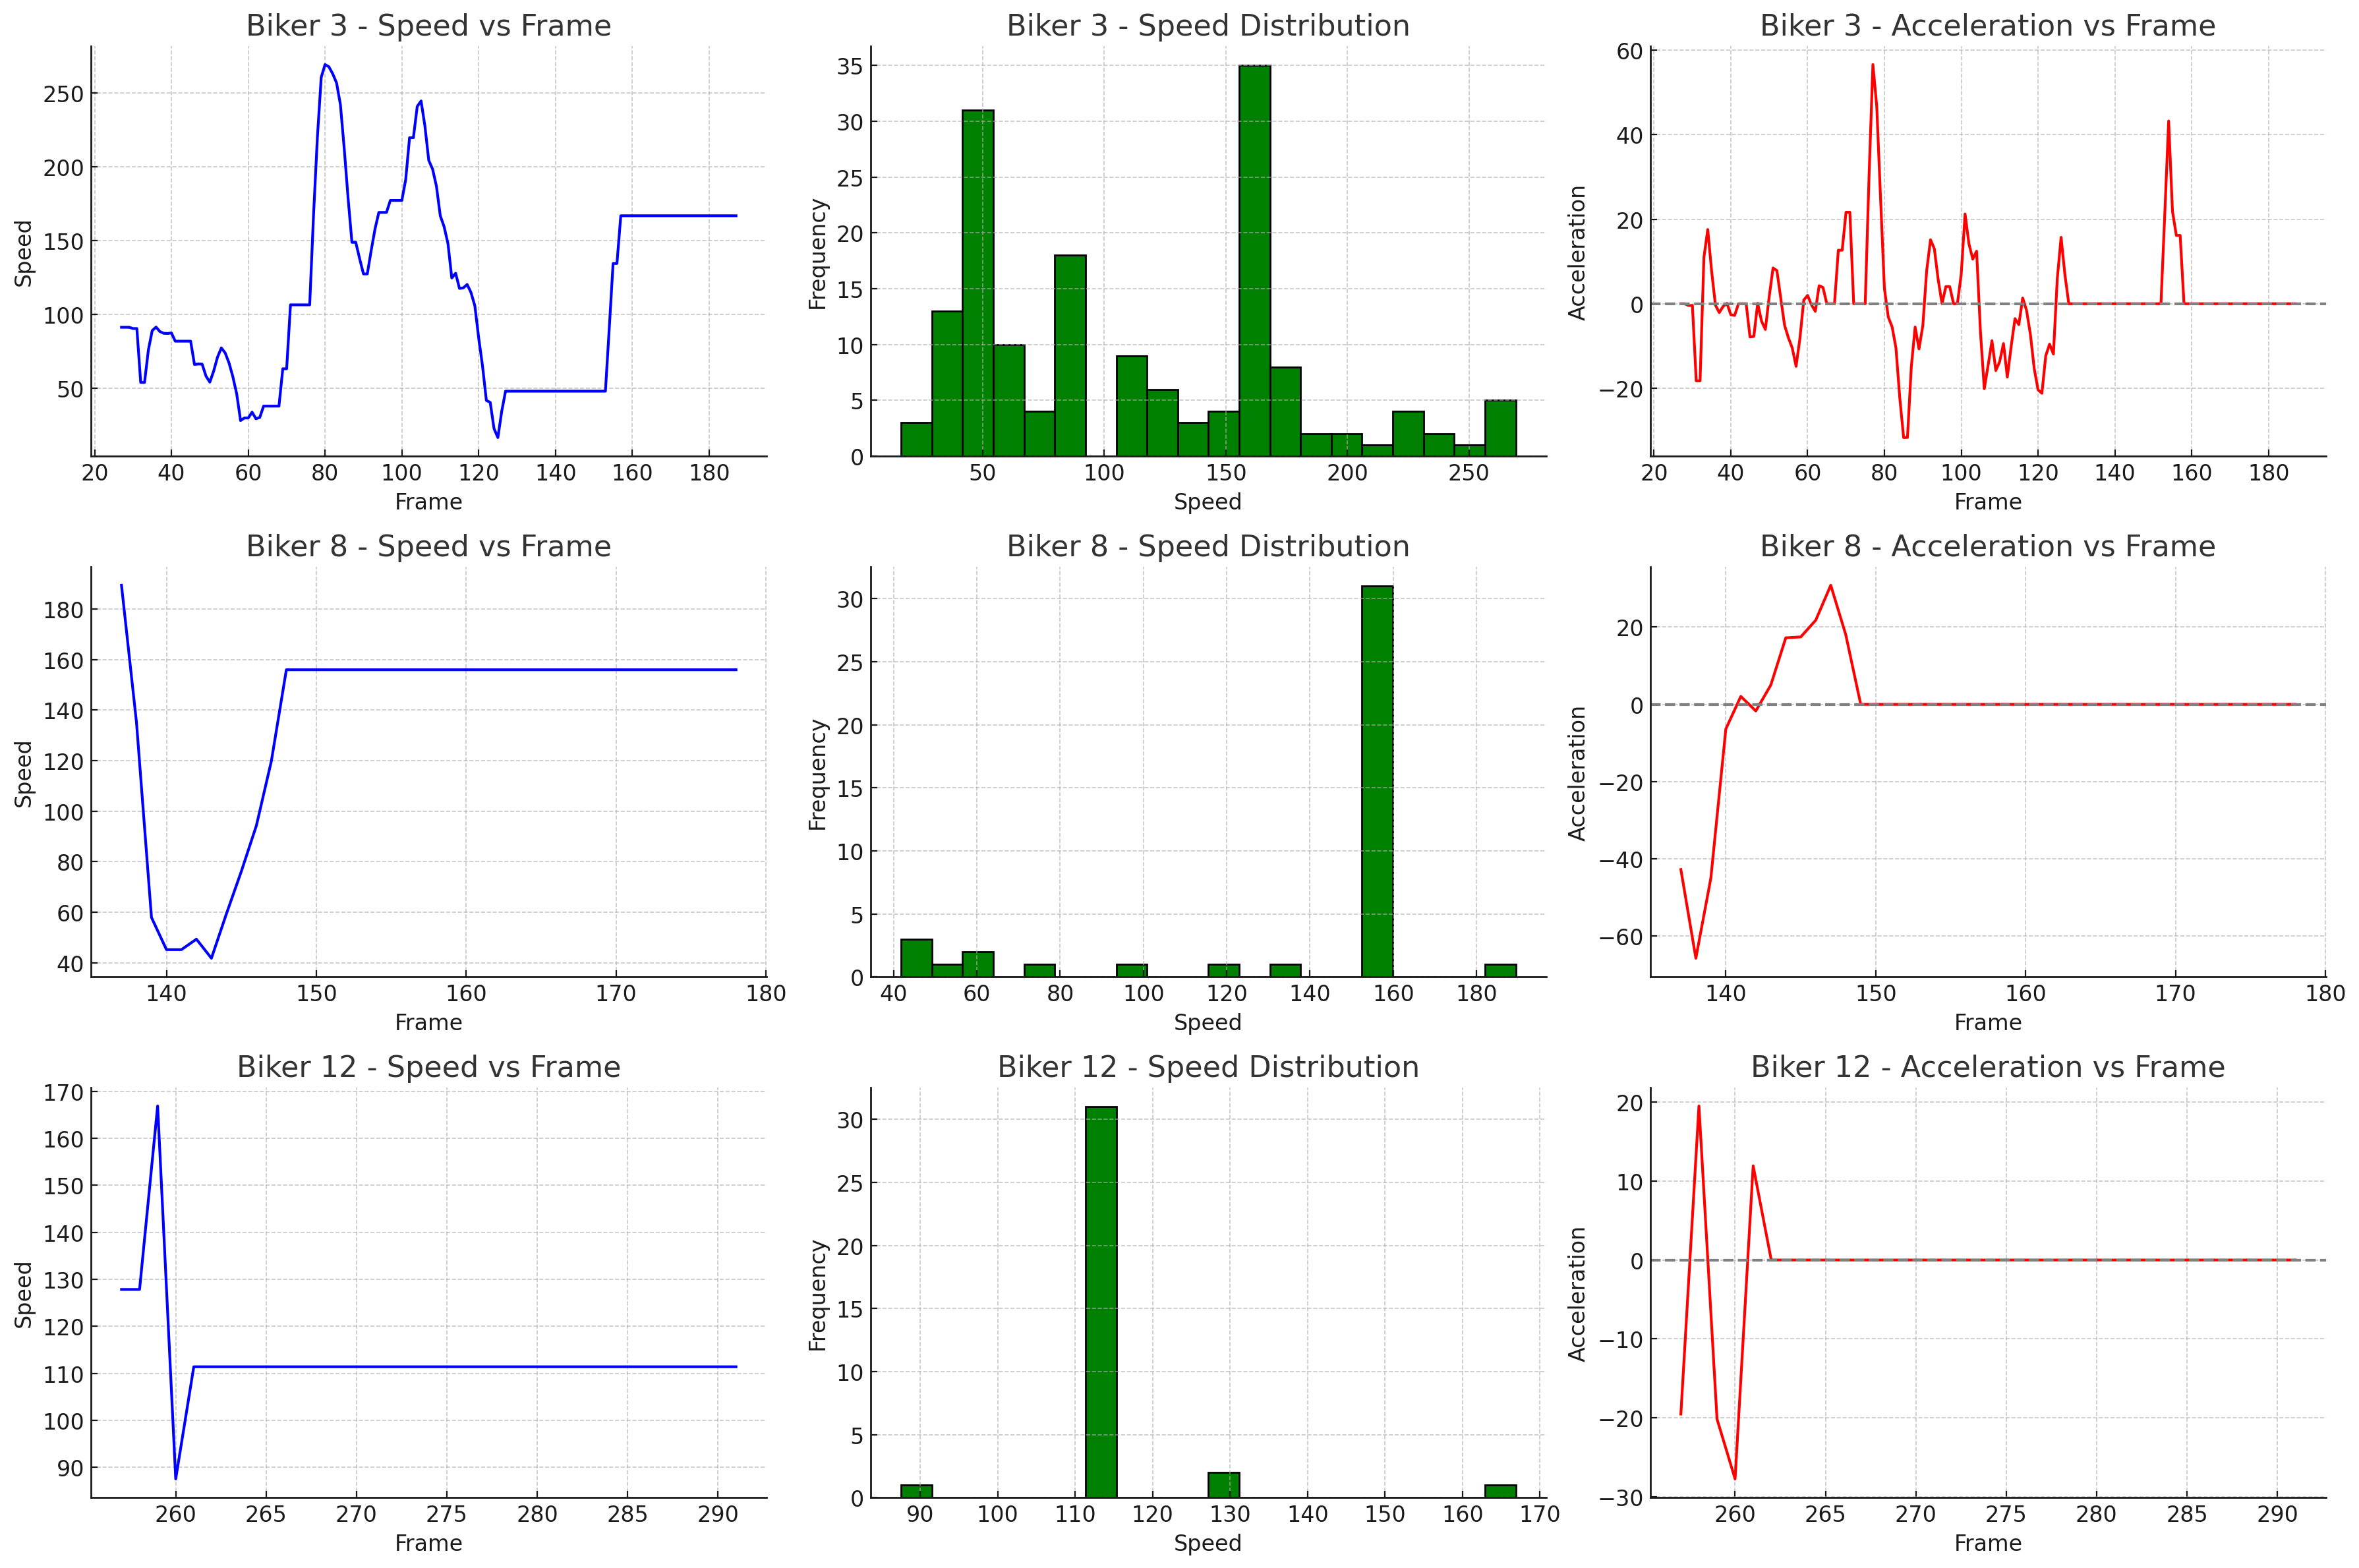 Biker 3 - Speed vs Frame
Speed
250
200
150
100
50
20 40 60 80 100 120 140 160 180
Frame
Biker 3 - Speed Distribution
Frequency
35
30
25
20
15
10
5
0
50 100 150 200 250
Speed
Biker 3 - Acceleration vs Frame
Acceleration
60
40
20
0
−20
20 40 60 80 100 120 140 160 180
Frame
Biker 8 - Speed vs Frame
Speed
180
160
140
120
100
80
60
40
140 150 160 170 180
Frame
Biker 8 - Speed Distribution
Frequency
30
25
20
15
10
5
0
40 60 80 100 120 140 160 180
Speed
Biker 8 - Acceleration vs Frame
Acceleration
20
0
−20
−40
−60
140 150 160 170 180
Frame
Biker 12 - Speed vs Frame
Speed
170
160
150
140
130
120
110
100
90
260 265 270 275 280 285 290
Frame
Biker 12 - Speed Distribution
Frequency
30
25
20
15
10
5
0
90 100 110 120 130 140 150 160 170
Speed
Biker 12 - Acceleration vs Frame
Acceleration
20
10
0
−10
−20
−30
260 265 270 275 280 285 290
Frame